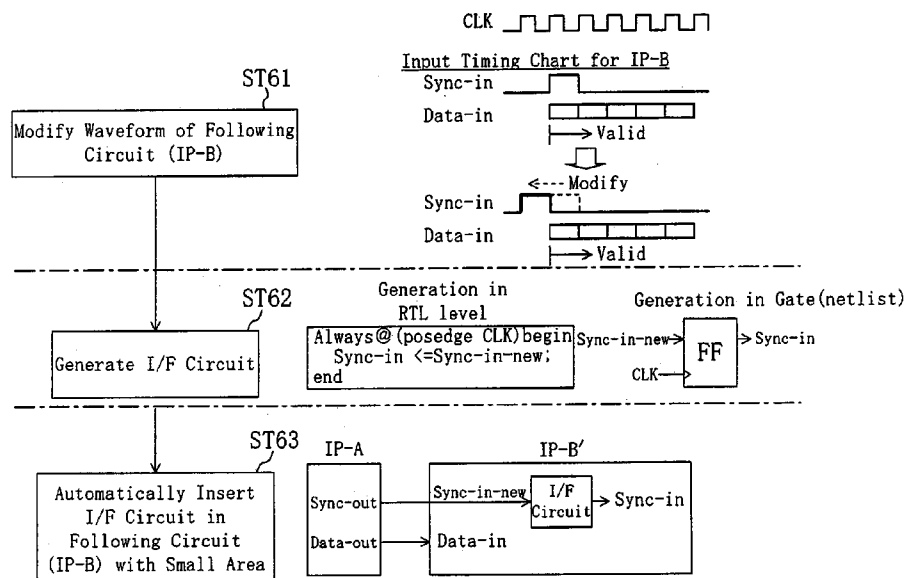 CLK
Input Timing Chart for IP-B
Sync-in
Data-in
Valid
Modify
Sync-in
Data-in
Valid
ST61
Modify Waveform of Following
Circuit (IP-B)
ST62
Generate I/F Circuit
Generation in
RTL level
Always@(posedge CLK)begin
Sync-in <=Sync-in-new;
end
Generation in Gate(netlist)
Sync-in-new
FF
Sync-in
CLK
ST63
Automatically Insert
I/F Circuit in
Following Circuit
(IP-B) with Small Area
IP-A
Sync-out
Data-out
IP-B'
Sync-in-new
I/F
Circuit
Sync-in
Data-in